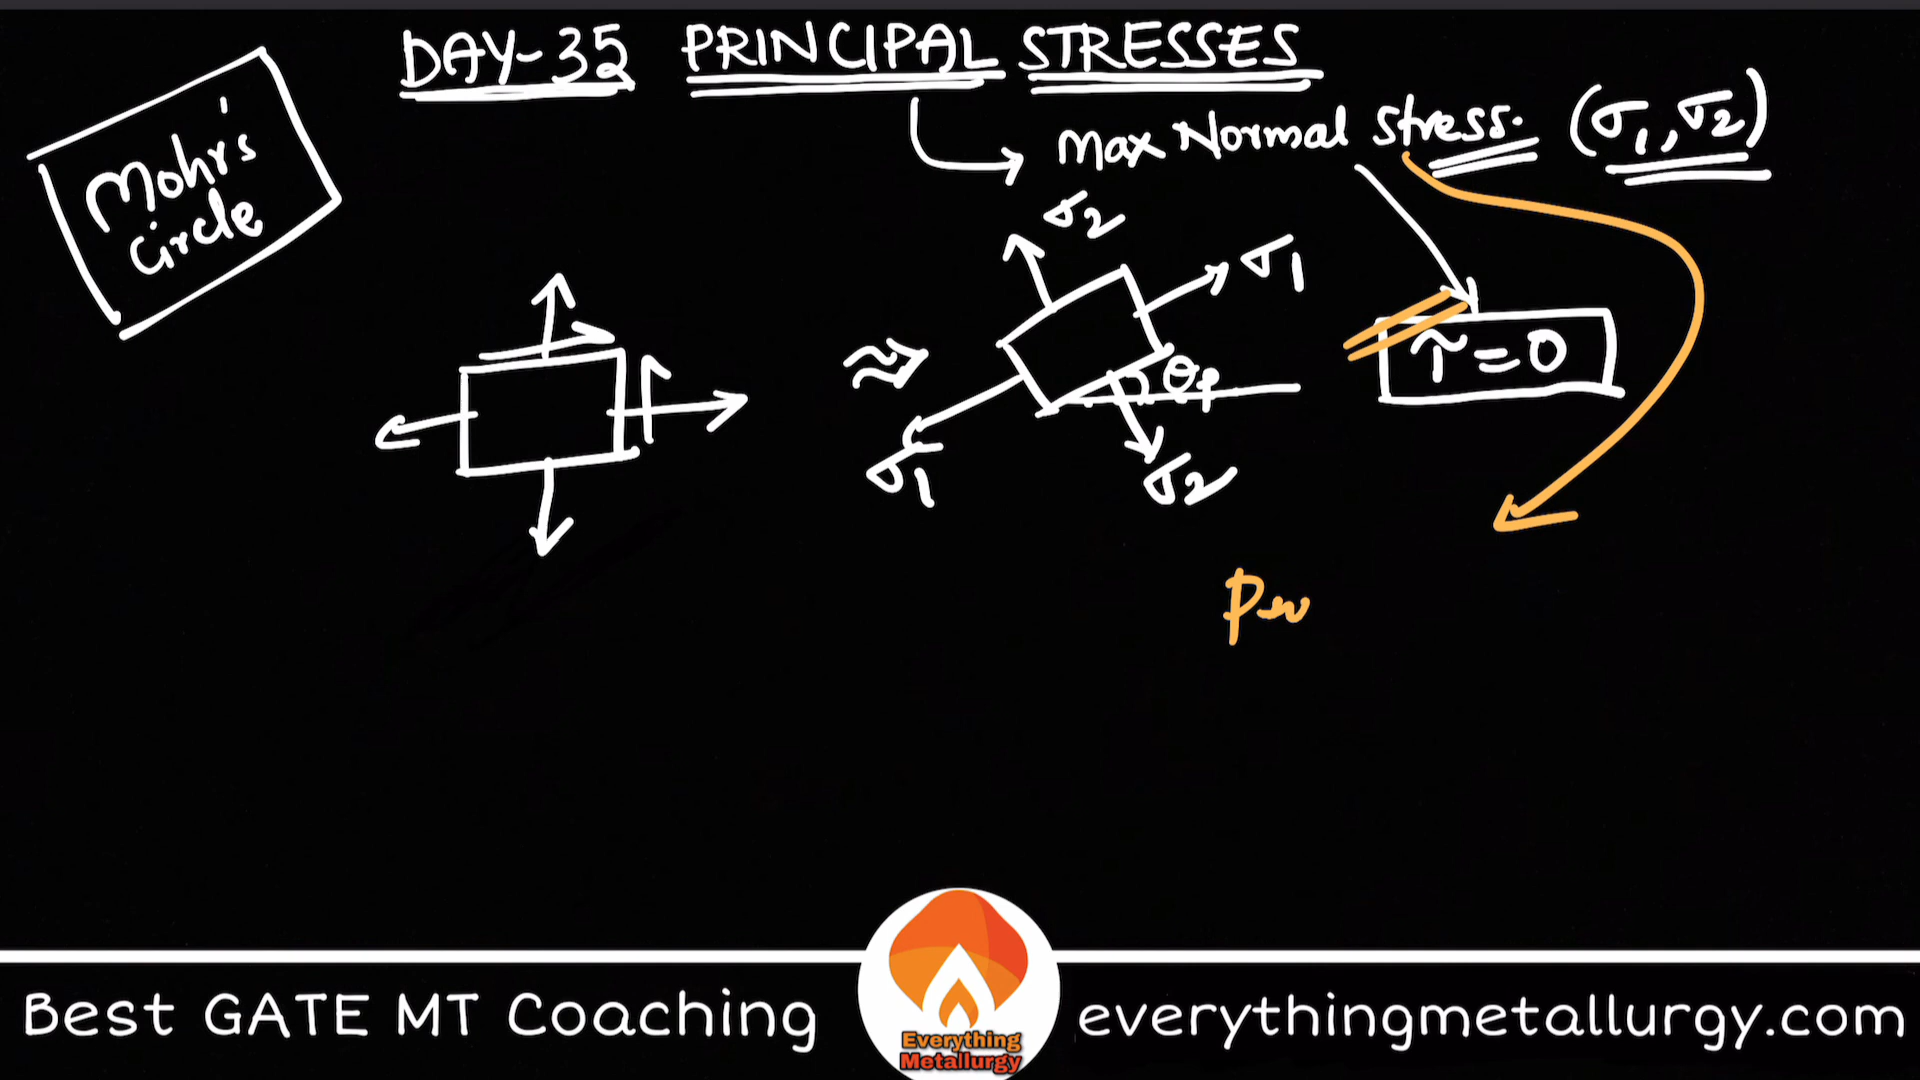 DAY-35 PRINCIPAL STRESSES
Max Normal Stress. (σ1, σ2)
Mohr's
Circle
σ2
σ1
θp
τ=0
σ1
σ2
Best GATE MT Coaching
Everything
Metallurgy
everythingmetallurgy.com